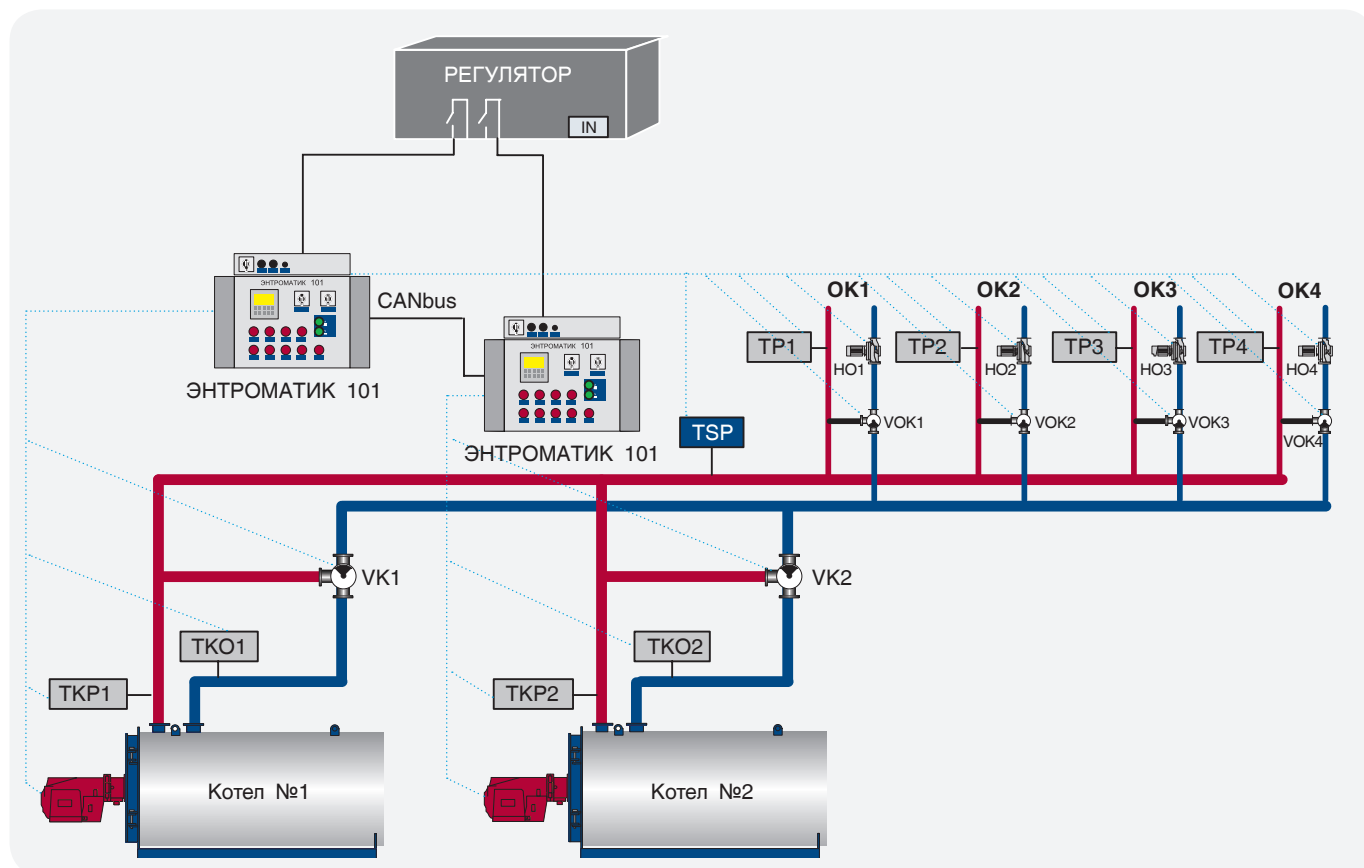 РЕГУЛЯТОР
IN
ЭНТРОМАТИК 101
CANbus
ЭНТРОМАТИК 101
ЭНТРОМАТИК 101
ЭНТРОМАТИК 101
OK1
OK2
OK3
OK4
TP1
TP2
TP3
TP4
HO1
HO2
HO3
HO4
TSP
VOK1
VOK2
VOK3
VOK4
VK1
VK2
TKO1
TKO2
TKP1
TKP2
Котел №1
Котел №2